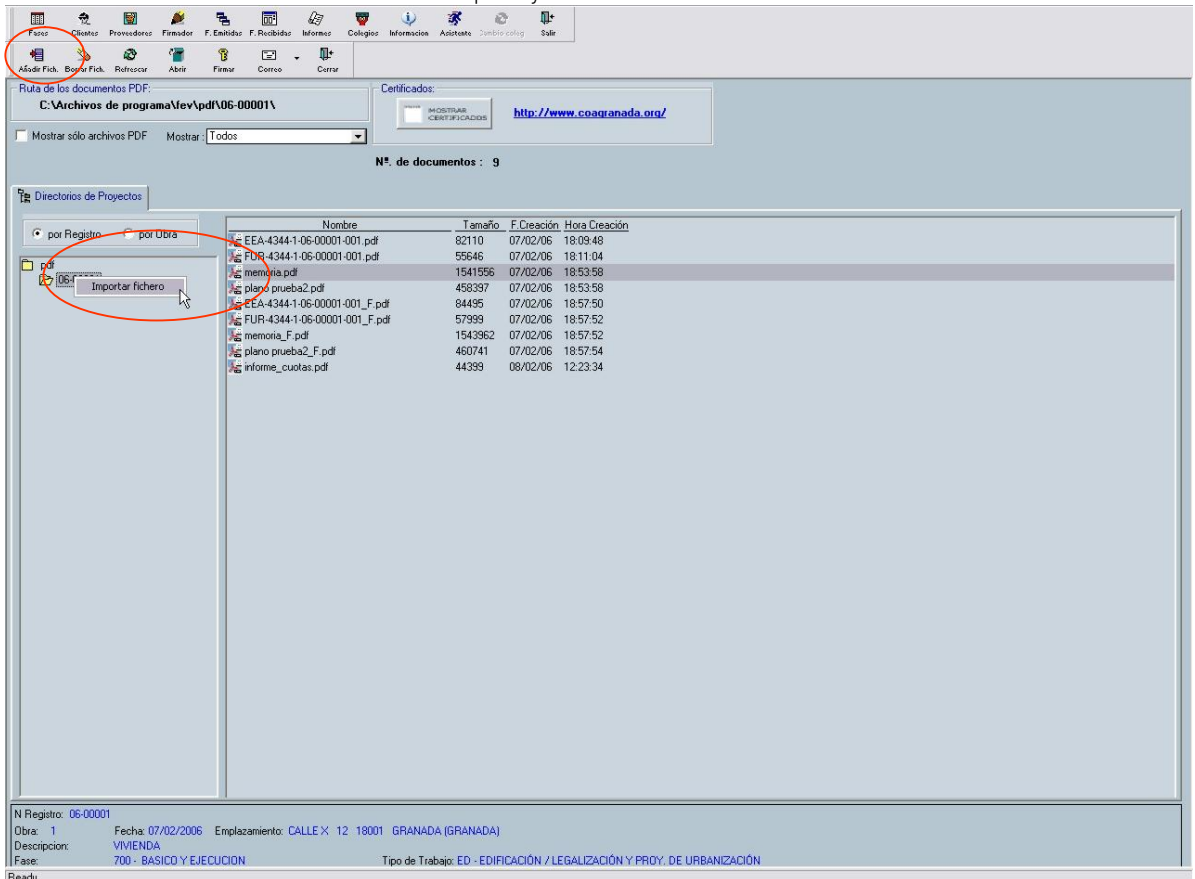 Fases Clientes Proveedores Firmador F. Emitidas F. Recibidas Informes Colegios Informacion Asistente Cambio coleg Salir
Añadir Fich. Borrar Fich. Refrescar Abrir Firmar Correo Cerrar
Ruta de los documentos PDF:
C:\Archivos de programa\fev\pdf\06-00001\
Certificados:
MOSTRAR
CERTIFICADOS
http://www.coagranada.org/
Mostrar sólo archivos PDF Mostrar : Todos
Nª. de documentos : 9
Directorios de Proyectos
por Registro por Obra
pdf
Importar fichero
Nombre Tamaño F.Creación Hora Creación
EEA-4344-1-06-00001-001.pdf 82110 07/02/06 18:09:48
FUR-4344-1-06-00001-001.pdf 55646 07/02/06 18:11:04
memoria.pdf 1541556 07/02/06 18:53:58
plano prueba2.pdf 458397 07/02/06 18:53:58
EEA-4344-1-06-00001-001_F.pdf 84495 07/02/06 18:57:50
FUR-4344-1-06-00001-001_F.pdf 57999 07/02/06 18:57:52
memoria_F.pdf 1543962 07/02/06 18:57:52
plano prueba2_F.pdf 460741 07/02/06 18:57:54
informe_cuotas.pdf 44399 08/02/06 12:23:34
N Registro: 06-00001
Obra: 1 Fecha: 07/02/2006 Emplazamiento: CALLE X 12 18001 GRANADA (GRANADA)
Descripcion: VIVIENDA
Fase: 700 - BASICO Y EJECUCION Tipo de Trabajo: ED - EDIFICACIÓN / LEGALIZACIÓN Y PROY. DE URBANIZACIÓN
Ready